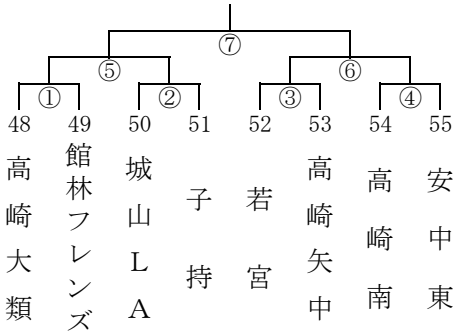 ⑦
⑤ ⑥
① ② ③ ④
48 49 50 51 52 53 54 55
高崎大類
館林フレンズ
城山LA
子持
若宮
高崎矢中
高崎南
安中東